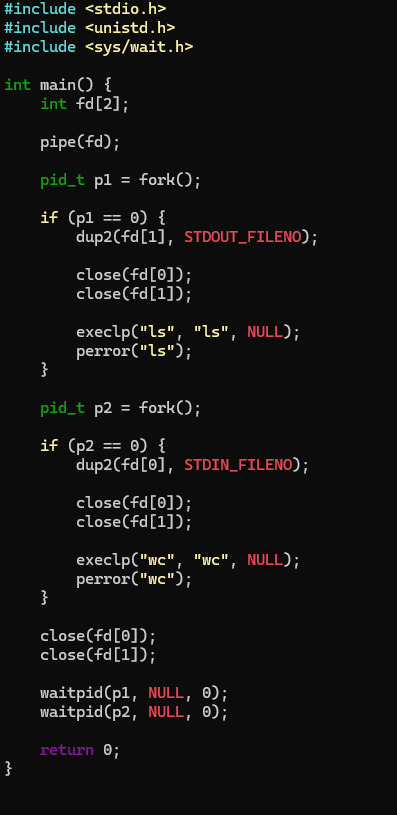 #include <stdio.h>
#include <unistd.h>
#include <sys/wait.h>

int main() {
    int fd[2];

    pipe(fd);

    pid_t p1 = fork();

    if (p1 == 0) {
        dup2(fd[1], STDOUT_FILENO);

        close(fd[0]);
        close(fd[1]);

        execlp("ls", "ls", NULL);
        perror("ls");
    }

    pid_t p2 = fork();

    if (p2 == 0) {
        dup2(fd[0], STDIN_FILENO);

        close(fd[0]);
        close(fd[1]);

        execlp("wc", "wc", NULL);
        perror("wc");
    }

    close(fd[0]);
    close(fd[1]);

    waitpid(p1, NULL, 0);
    waitpid(p2, NULL, 0);

    return 0;
}